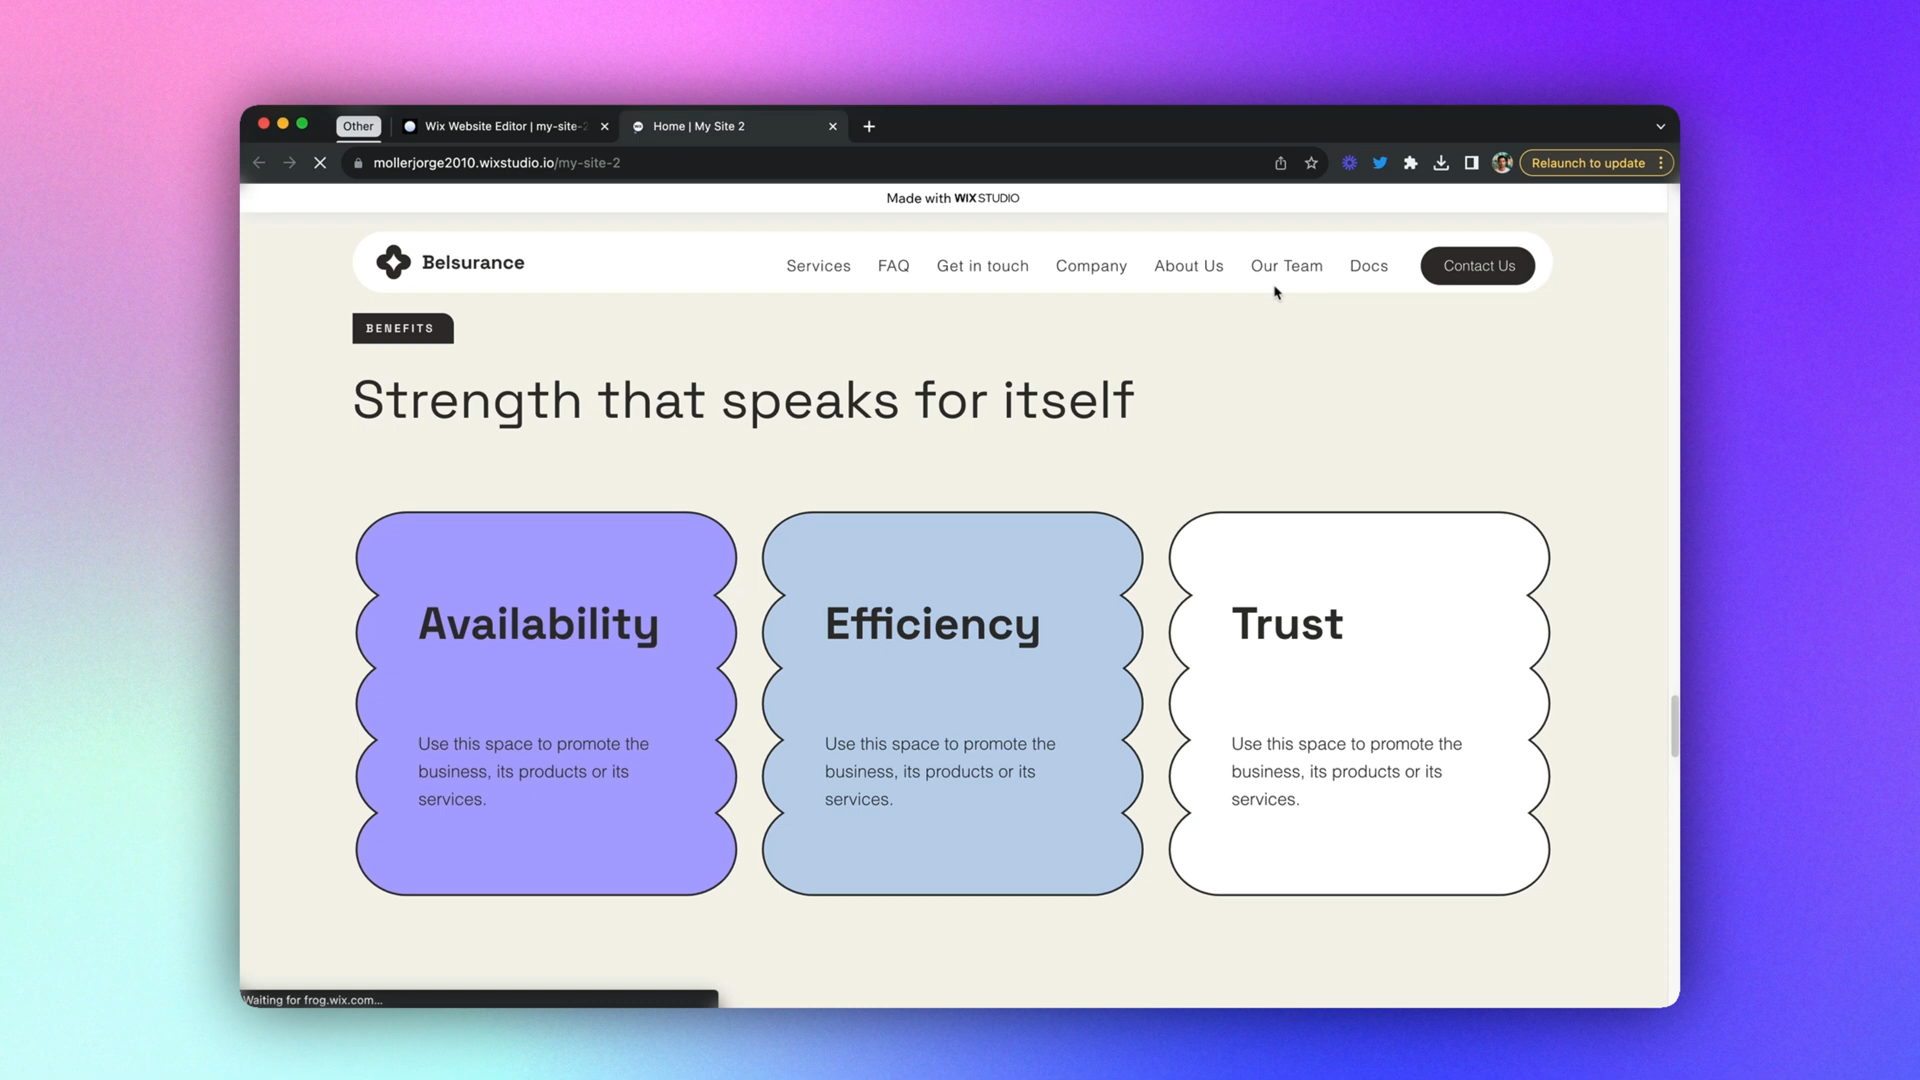 Other
Wix Website Editor | my-site-2
Home | My Site 2
mollerjorge2010.wixstudio.io/my-site-2
Relaunch to update
Made with WIX STUDIO
Belsurance
Services
FAQ
Get in touch
Company
About Us
Our Team
Docs
Contact Us
BENEFITS
Strength that speaks for itself
Availability
Use this space to promote the
business, its products or its
services.
Efficiency
Use this space to promote the
business, its products or its
services.
Trust
Use this space to promote the
business, its products or its
services.
Waiting for frog.wix.com...